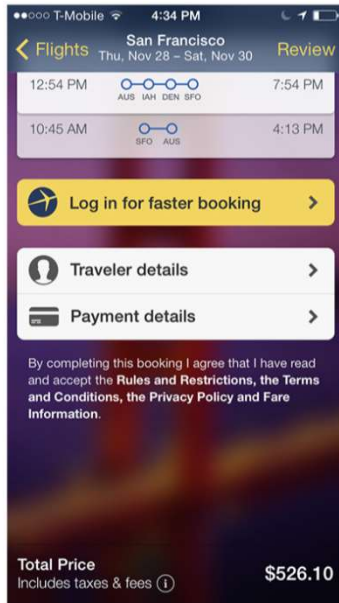 T-Mobile 4:34 PM
Flights San Francisco Review
Thu, Nov 28 – Sat, Nov 30
12:54 PM 7:54 PM
AUS IAH DEN SFO
10:45 AM 4:13 PM
SFO AUS
Log in for faster booking
Traveler details
Payment details
By completing this booking I agree that I have read
and accept the Rules and Restrictions, the Terms
and Conditions, the Privacy Policy and Fare
Information.
Total Price
Includes taxes & fees
$526.10